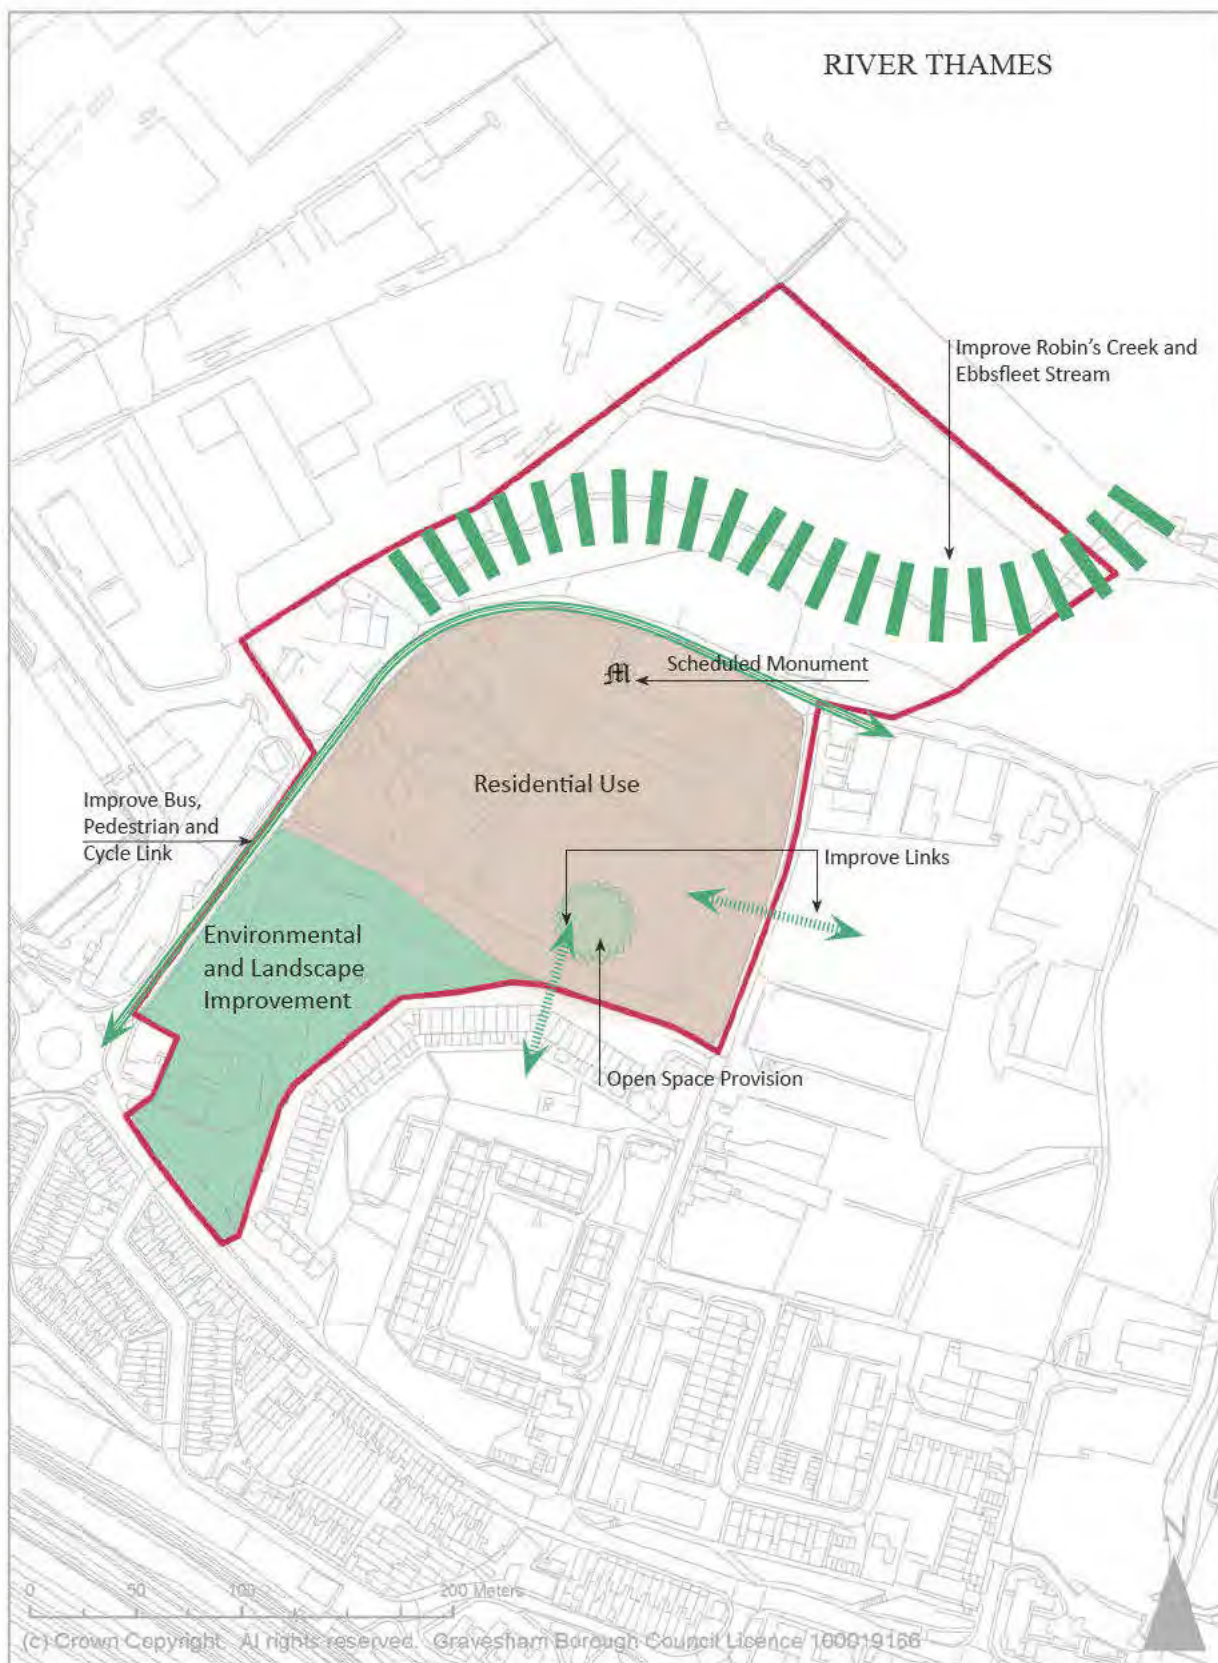 RIVER THAMES
Improve Robin's Creek and
Ebbsfleet Stream
Scheduled Monument
Residential Use
Improve Bus,
Pedestrian and
Cycle Link
Improve Links
Environmental
and Landscape
Improvement
Open Space Provision
N
0 50 100 200 Meters
(c) Crown Copyright. All rights reserved. Gravesham Borough Council Licence 100019166